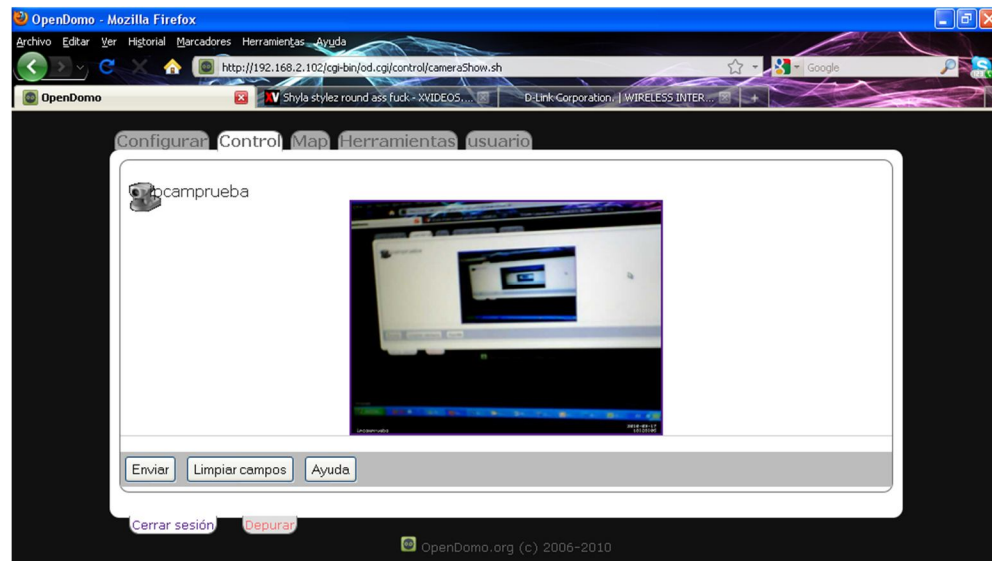 OpenDomo - Mozilla Firefox
Archivo Editar Ver Historial Marcadores Herramientas Ayuda
http://192.168.2.102/cgi-bin/od.cgi/control/cameraShow.sh
Google
OpenDomo
Shyla stylez round ass fuck - XVIDEOS....
D-Link Corporation. | WIRELESS INTER...
Configurar Control Map Herramientas usuario
ipcamprueba
Enviar Limpiar campos Ayuda
Cerrar sesión Depurar
OpenDomo.org (c) 2006-2010